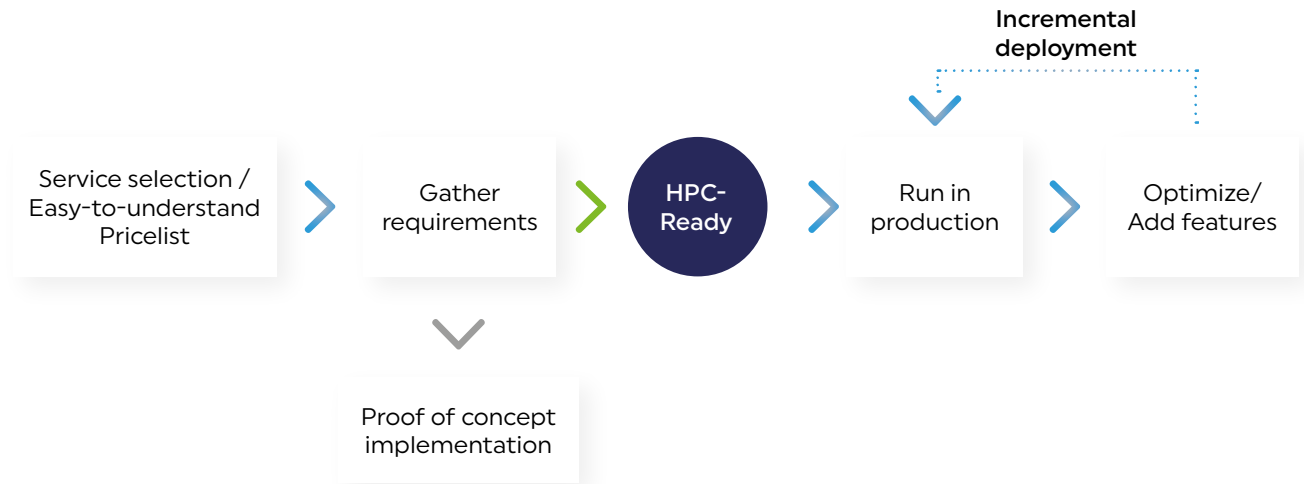 Incremental
deployment
Service selection /
Easy-to-understand
Pricelist
Gather
requirements
HPC-
Ready
Run in
production
Optimize/
Add features
Proof of concept
implementation